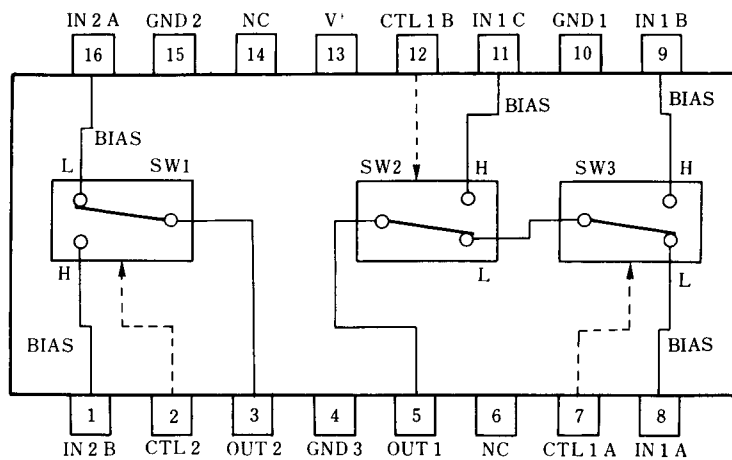 IN 2 A GND 2 NC V⁺ CTL 1 B IN 1 C GND 1 IN 1 B
16 15 14 13 12 11 10 9
BIAS BIAS BIAS
L SW1 SW2 H SW3 H
H L L
BIAS BIAS
1 2 3 4 5 6 7 8
IN 2 B CTL 2 OUT 2 GND 3 OUT 1 NC CTL 1 A IN 1 A